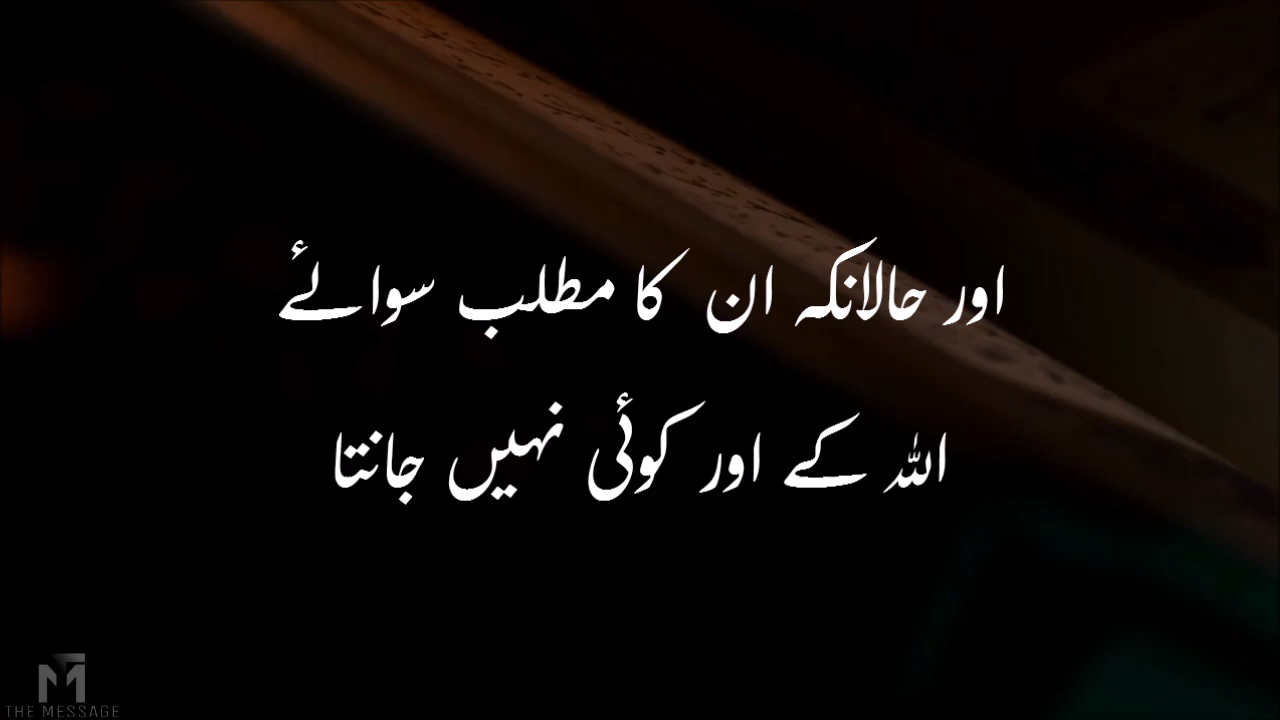 اور حالانکہ ان کا مطلب سوائے
اللہ کے اور کوئی نہیں جانتا
THE MESSAGE